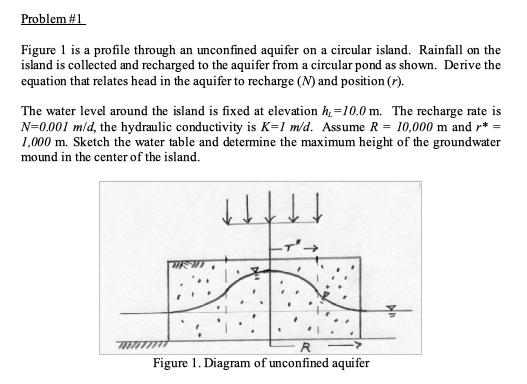 Problem #1
Figure 1 is a profile through an unconfined aquifer on a circular island. Rainfall on the
island is collected and recharged to the aquifer from a circular pond as shown. Derive the
equation that relates head in the aquifer to recharge (N) and position (r).
The water level around the island is fixed at elevation hL=10.0 m. The recharge rate is
N=0.001 m/d, the hydraulic conductivity is K=1 m/d. Assume R = 10,000 m and r* =
1,000 m. Sketch the water table and determine the maximum height of the groundwater
mound in the center of the island.
r*
R
Figure 1. Diagram of unconfined aquifer